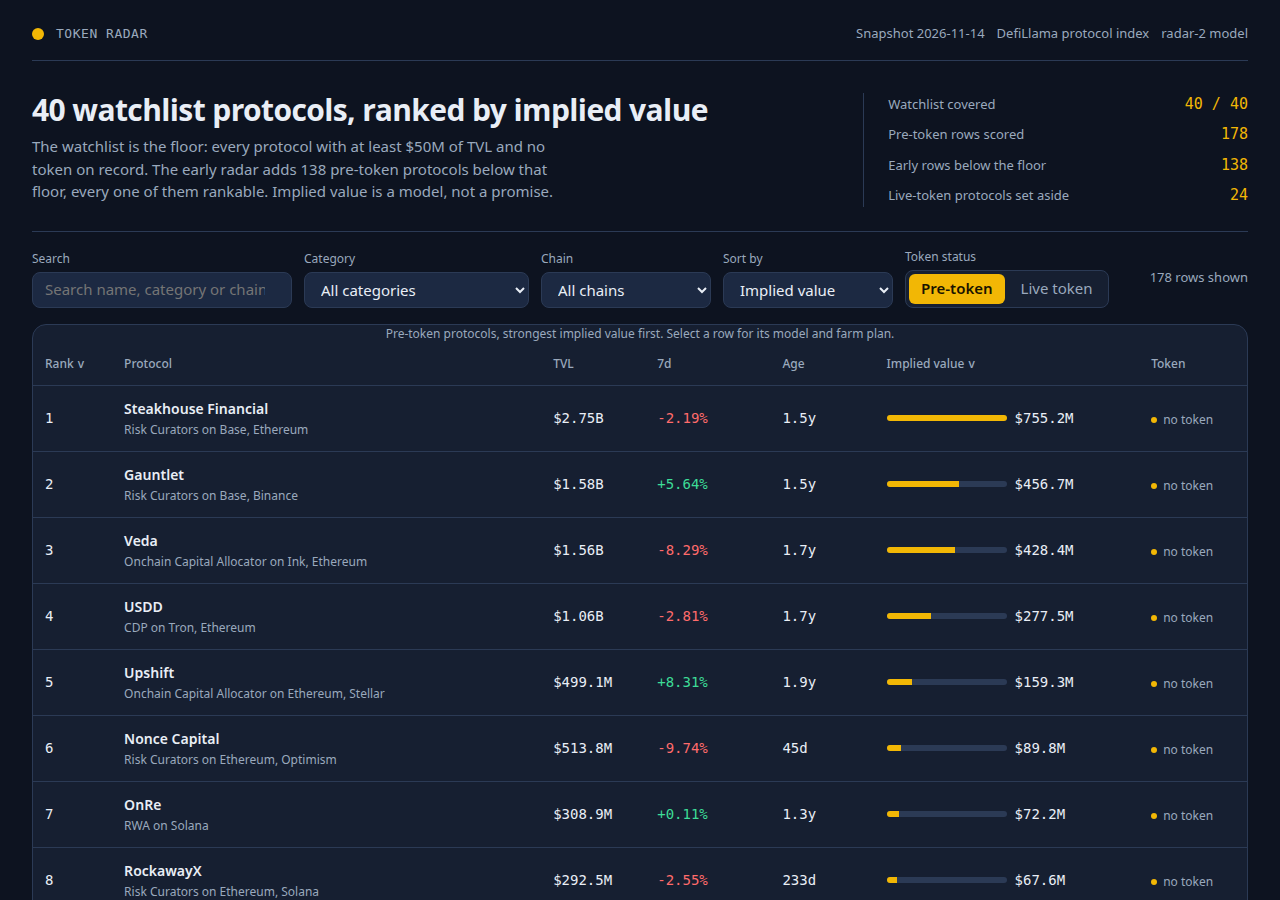 TOKEN RADAR
Snapshot 2026-11-14 DefiLlama protocol index radar-2 model
40 watchlist protocols, ranked by implied value
The watchlist is the floor: every protocol with at least $50M of TVL and no
token on record. The early radar adds 138 pre-token protocols below that
floor, every one of them rankable. Implied value is a model, not a promise.
Watchlist covered 40 / 40
Pre-token rows scored 178
Early rows below the floor 138
Live-token protocols set aside 24
Search Category Chain Sort by Token status
Search name, category or chain All categories All chains Implied value Pre-token Live token 178 rows shown
Pre-token protocols, strongest implied value first. Select a row for its model and farm plan.
Rank v Protocol TVL 7d Age Implied value v Token
1 Steakhouse Financial $2.75B -2.19% 1.5y $755.2M no token
Risk Curators on Base, Ethereum
2 Gauntlet $1.58B +5.64% 1.5y $456.7M no token
Risk Curators on Base, Binance
3 Veda $1.56B -8.29% 1.7y $428.4M no token
Onchain Capital Allocator on Ink, Ethereum
4 USDD $1.06B -2.81% 1.7y $277.5M no token
CDP on Tron, Ethereum
5 Upshift $499.1M +8.31% 1.9y $159.3M no token
Onchain Capital Allocator on Ethereum, Stellar
6 Nonce Capital $513.8M -9.74% 45d $89.8M no token
Risk Curators on Ethereum, Optimism
7 OnRe $308.9M +0.11% 1.3y $72.2M no token
RWA on Solana
8 RockawayX $292.5M -2.55% 233d $67.6M no token
Risk Curators on Ethereum, Solana